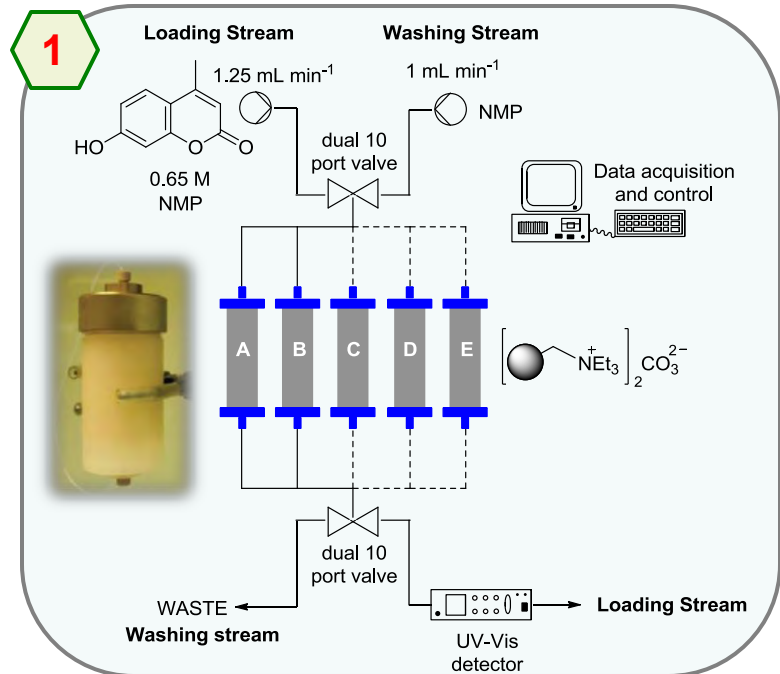 1
Loading Stream
Washing Stream
1.25 mL min⁻¹
1 mL min⁻¹
NMP
HO
O
O
0.65 M
NMP
dual 10
port valve
Data acquisition
and control
A
B
C
D
E
NEt₃⁺
2
CO₃²⁻
dual 10
port valve
WASTE
Washing stream
UV-Vis
detector
Loading Stream